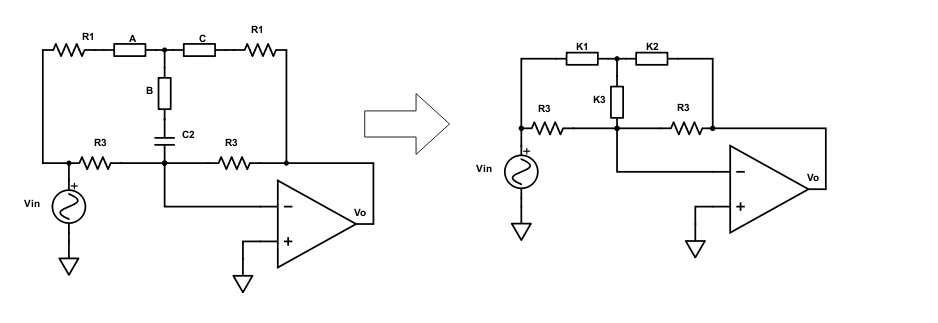 R1 A C R1
B
C2
R3 R3
Vin + − Vo
+
K1 K2
K3
R3 R3
Vin + − Vo
+